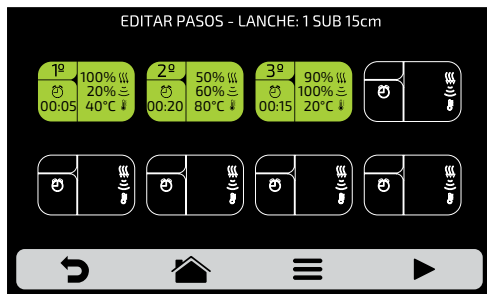 EDITAR PASOS - LANCHE: 1 SUB 15cm
1º 100%
20%
00:05 40°C
2º 50%
60%
00:20 80°C
3º 90%
100%
00:15 20°C